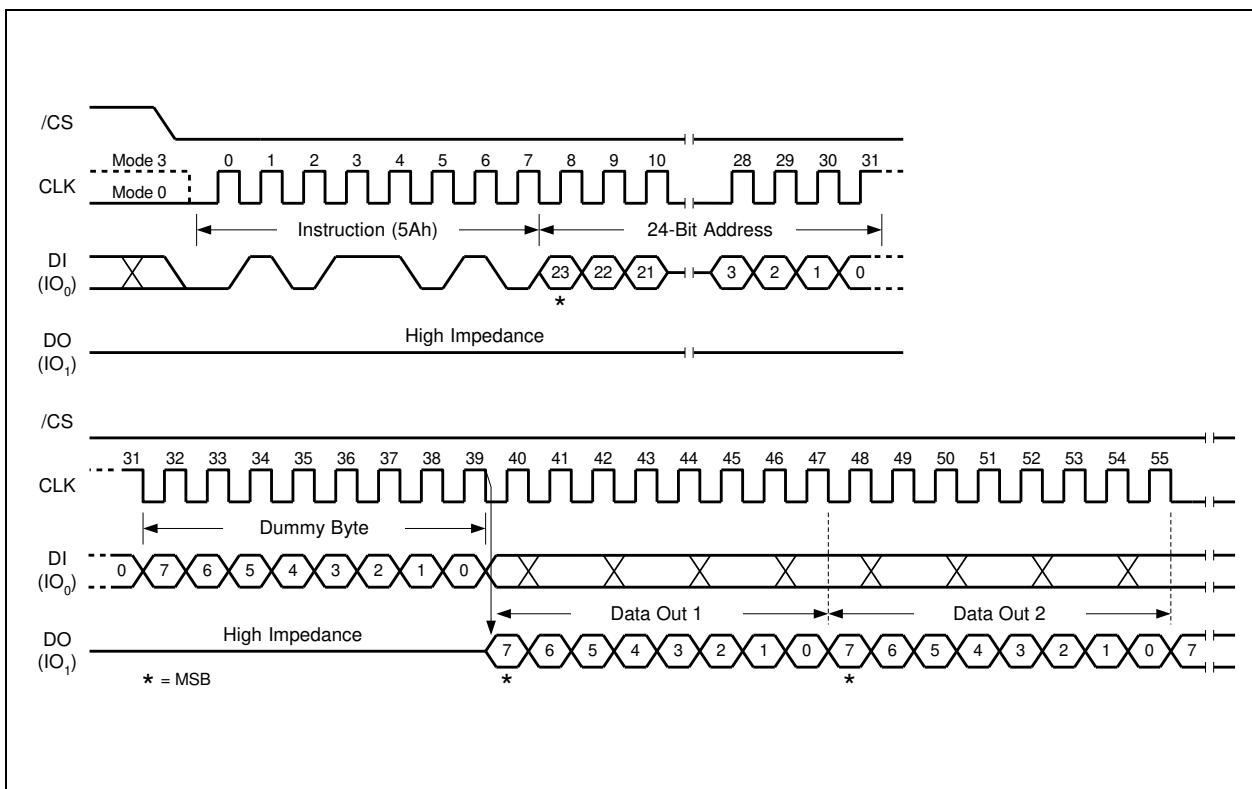 /CS
Mode 3
0 1 2 3 4 5 6 7 8 9 10 28 29 30 31
CLK
Mode 0
Instruction (5Ah)
24-Bit Address
DI
(IO0)
23 22 21 3 2 1 0
*
DO
(IO1)
High Impedance
/CS
31 32 33 34 35 36 37 38 39 40 41 42 43 44 45 46 47 48 49 50 51 52 53 54 55
CLK
Dummy Byte
DI
(IO0)
0 7 6 5 4 3 2 1 0
Data Out 1
Data Out 2
DO
(IO1)
High Impedance
7 6 5 4 3 2 1 0 7 6 5 4 3 2 1 0 7
* = MSB
* *